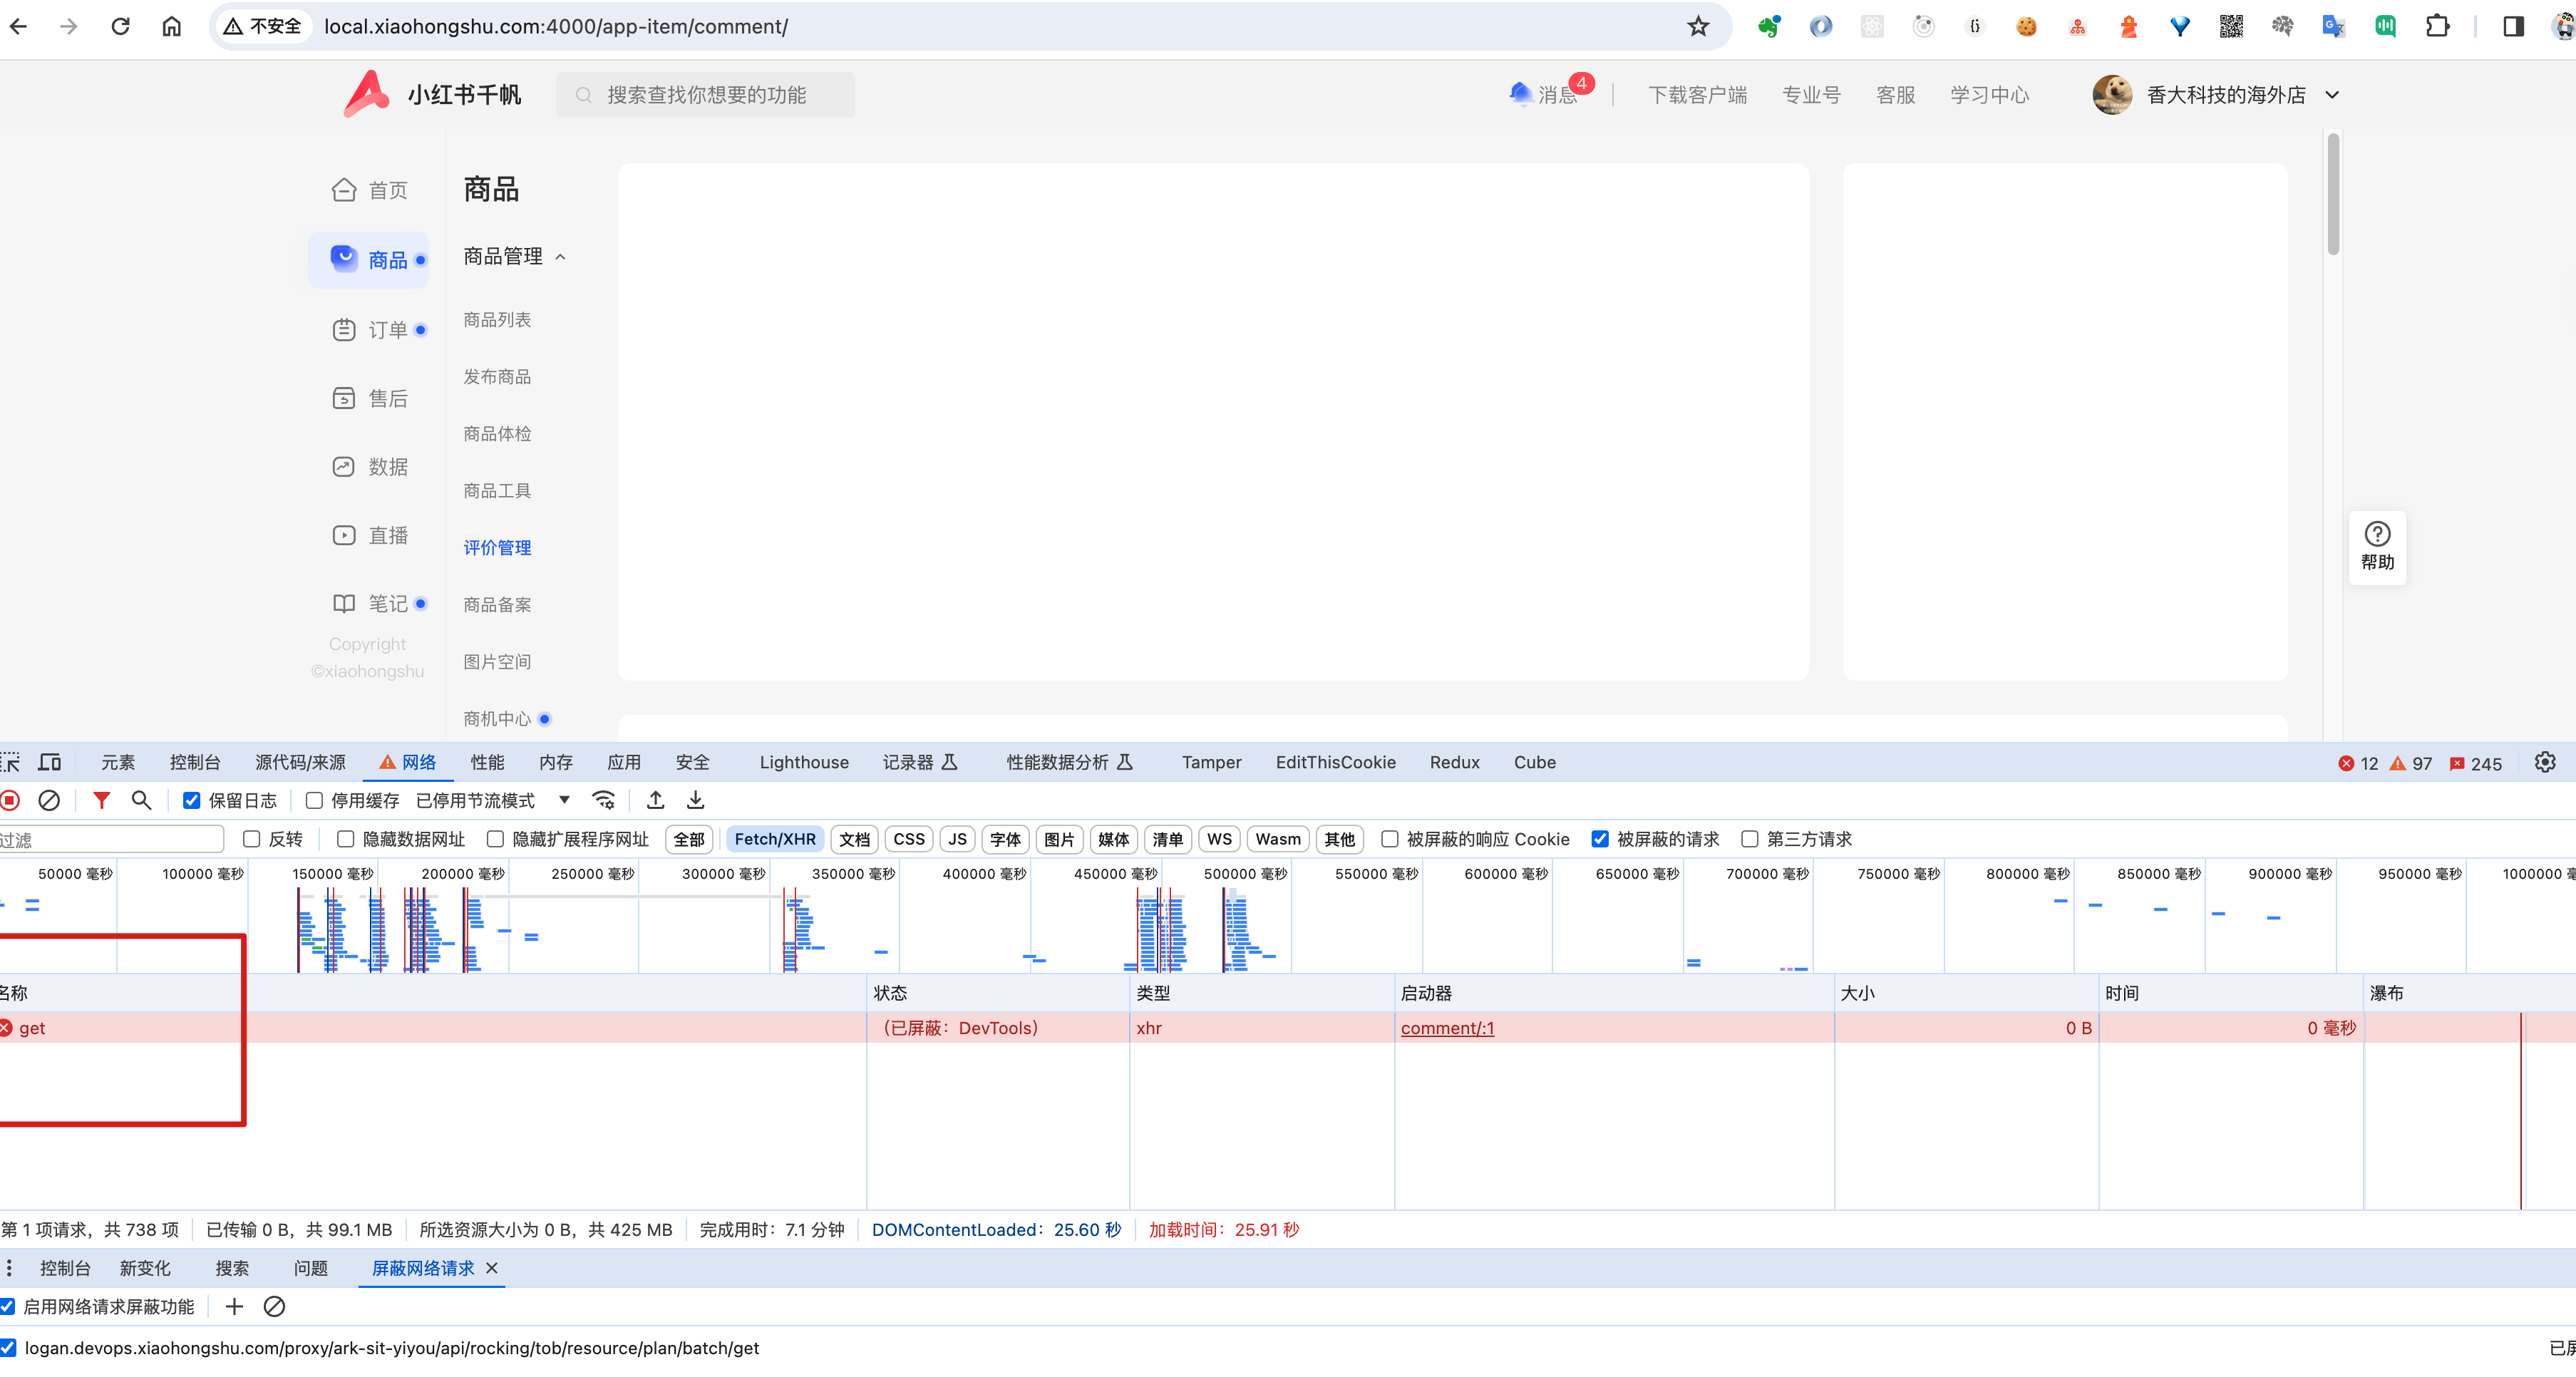 不安全 local.xiaohongshu.com:4000/app-item/comment/
小红书千帆 搜索查找你想要的功能 消息 4 下载客户端 专业号 客服 学习中心 香大科技的海外店
首页
商品
订单
售后
数据
直播
笔记
Copyright
©xiaohongshu
商品
商品管理
商品列表
发布商品
商品体检
商品工具
评价管理
商品备案
图片空间
商机中心
帮助
元素 控制台 源代码/来源 网络 性能 内存 应用 安全 Lighthouse 记录器 性能数据分析 Tamper EditThisCookie Redux Cube 12 97 245
保留日志 停用缓存 已停用节流模式
过滤 反转 隐藏数据网址 隐藏扩展程序网址 全部 Fetch/XHR 文档 CSS JS 字体 图片 媒体 清单 WS Wasm 其他 被屏蔽的响应 Cookie 被屏蔽的请求 第三方请求
50000 毫秒 100000 毫秒 150000 毫秒 200000 毫秒 250000 毫秒 300000 毫秒 350000 毫秒 400000 毫秒 450000 毫秒 500000 毫秒 550000 毫秒 600000 毫秒 650000 毫秒 700000 毫秒 750000 毫秒 800000 毫秒 850000 毫秒 900000 毫秒 950000 毫秒 1000000 毫
名称 状态 类型 启动器 大小 时间 瀑布
get （已屏蔽：DevTools） xhr comment/:1 0 B 0 毫秒
第 1 项请求，共 738 项 已传输 0 B，共 99.1 MB 所选资源大小为 0 B，共 425 MB 完成用时：7.1 分钟 DOMContentLoaded：25.60 秒 加载时间：25.91 秒
控制台 新变化 搜索 问题 屏蔽网络请求
启用网络请求屏蔽功能
logan.devops.xiaohongshu.com/proxy/ark-sit-yiyou/api/rocking/tob/resource/plan/batch/get 已屏